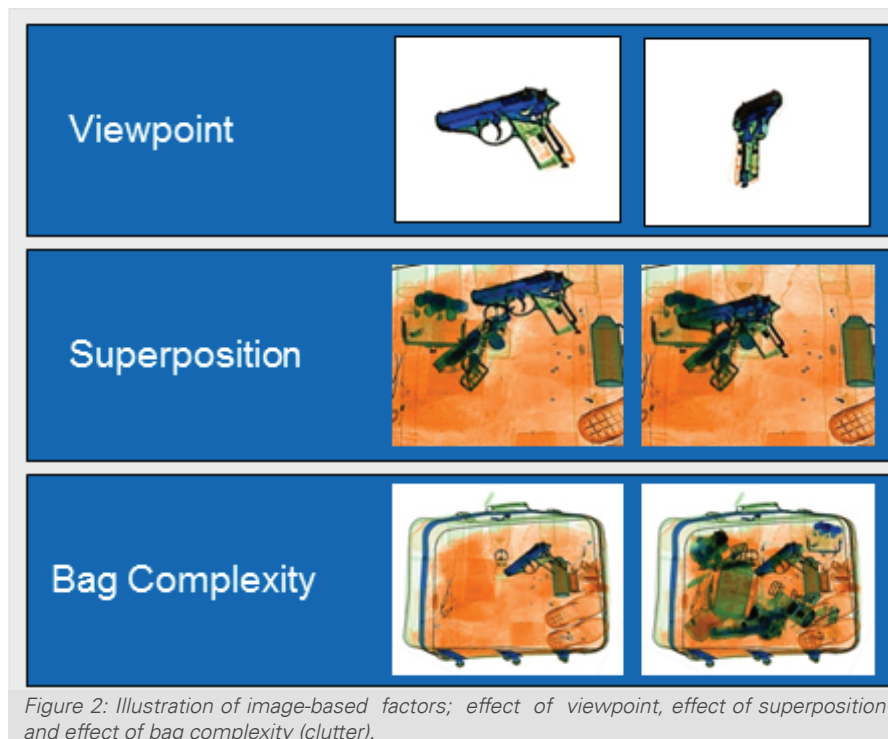 Viewpoint
Superposition
Bag Complexity
Figure 2: Illustration of image-based factors; effect of viewpoint, effect of superposition
and effect of bag complexity (clutter).